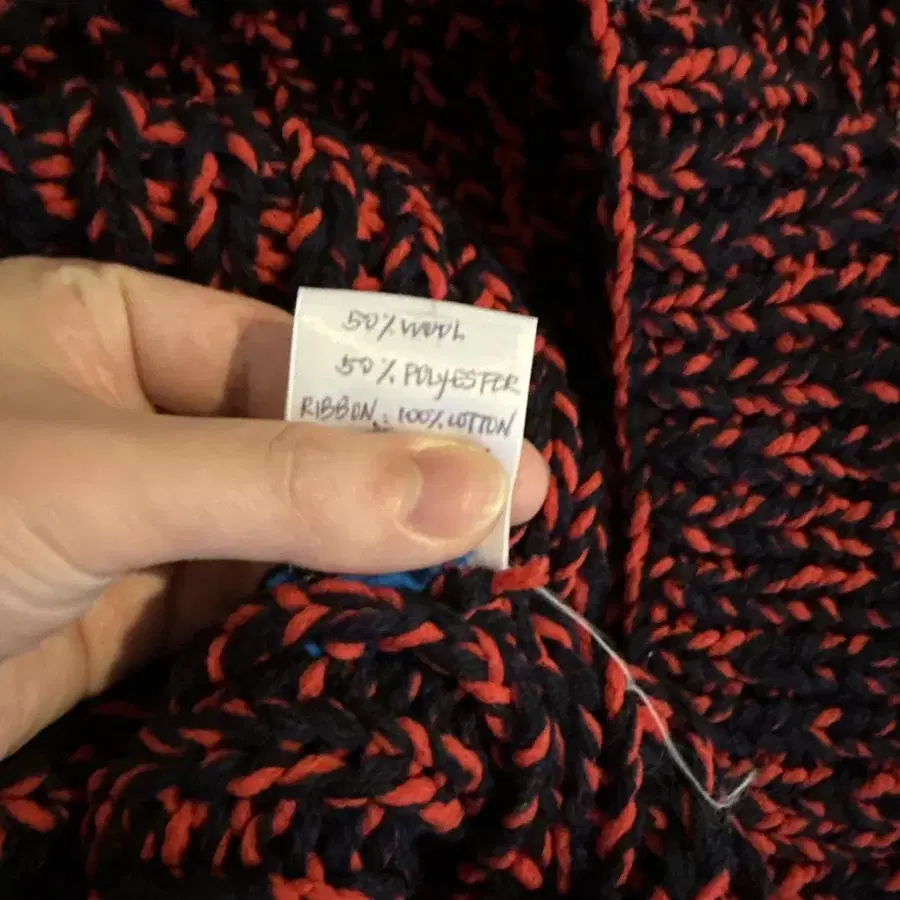 50% WOOL
50% POLYESTER
RIBBON: 100% COTTON